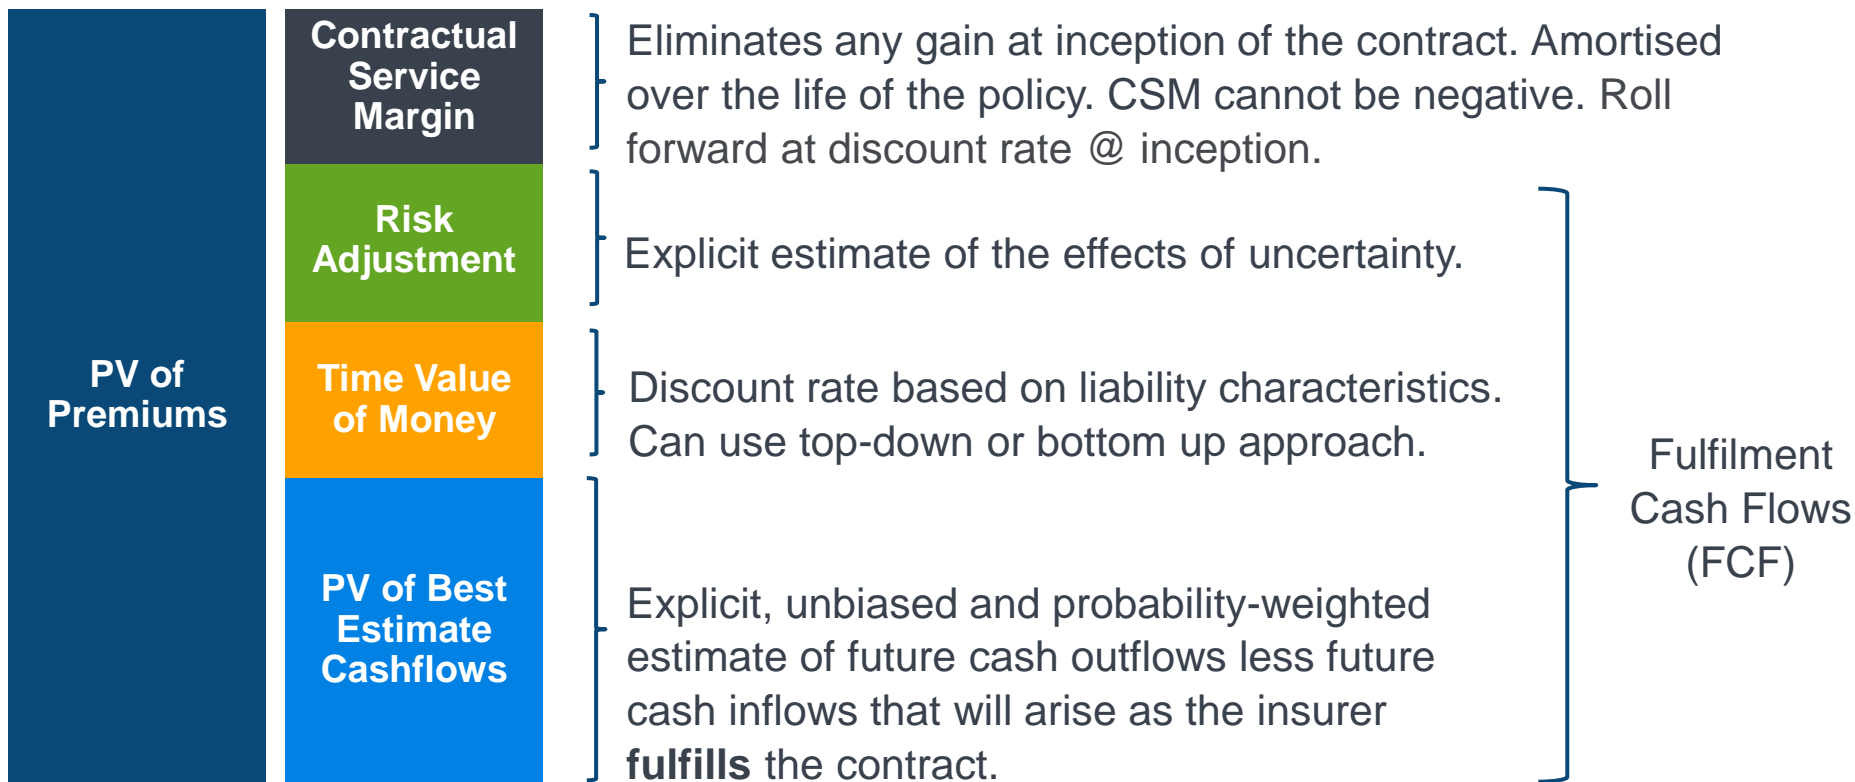 PV of
Premiums
Contractual
Service
Margin
Eliminates any gain at inception of the contract. Amortised
over the life of the policy. CSM cannot be negative. Roll
forward at discount rate @ inception.
Risk
Adjustment
Explicit estimate of the effects of uncertainty.
Time Value
of Money
Discount rate based on liability characteristics.
Can use top-down or bottom up approach.
PV of Best
Estimate
Cashflows
Explicit, unbiased and probability-weighted
estimate of future cash outflows less future
cash inflows that will arise as the insurer
fulfills the contract.
Fulfilment
Cash Flows
(FCF)